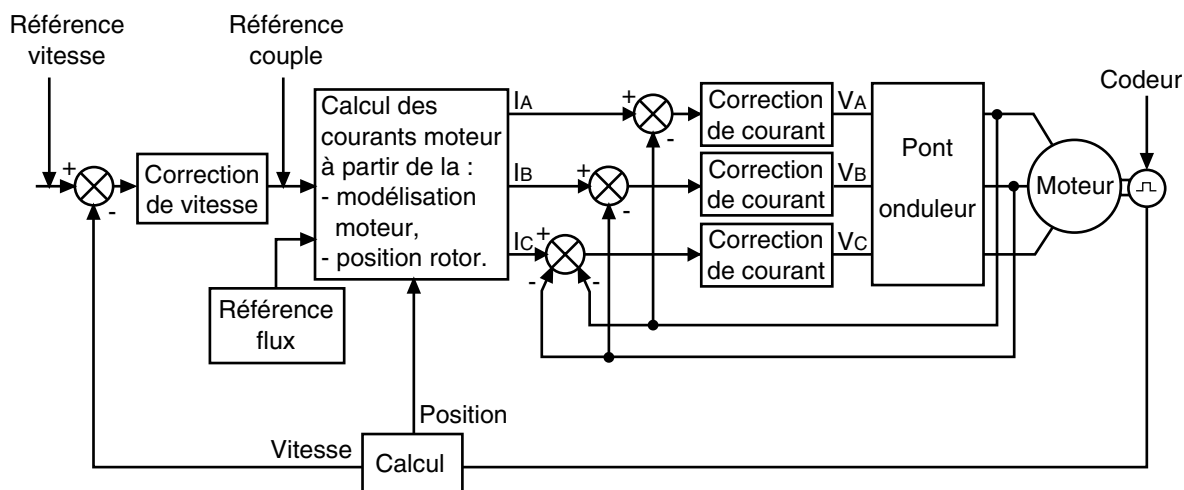 Référence
vitesse
Référence
couple
Codeur
+
-
Correction
de vitesse
Calcul des
courants moteur
à partir de la :
- modélisation
moteur,
- position rotor.
Référence
flux
IA
+
-
Correction
de courant
VA
IB
+
-
Correction
de courant
VB
IC
+
-
-
Correction
de courant
VC
Pont
onduleur
Moteur
Position
Vitesse
Calcul